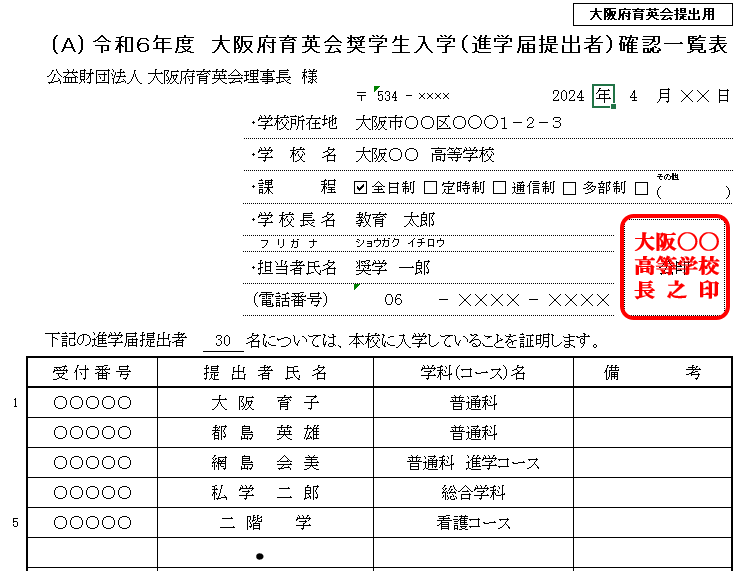 大阪府育英会提出用
(A) 令和6年度 大阪府育英会奨学生入学(進学届提出者)確認一覧表
公益財団法人 大阪府育英会理事長 様
〒 534 - ×××× 2024 年 4 月 ×× 日
・学校所在地 大阪市〇〇区〇〇〇1-2-3
・学 校 名 大阪〇〇 高等学校
・課 程 ☑ 全日制 □ 定時制 □ 通信制 □ 多部制 □ その他 ( )
・学 校 長 名 教育 太郎
フリガナ ショウガク イチロウ
・担当者氏名 奨学 一郎
(電話番号) 06 - ×××× - ××××
大阪〇〇
高等学校
長之印
下記の進学届提出者 30 名については、本校に入学していることを証明します。
受付番号 提出者氏名 学科(コース)名 備考
1 〇〇〇〇〇 大阪 育子 普通科
〇〇〇〇〇 都島 英雄 普通科
〇〇〇〇〇 網島 会美 普通科 進学コース
〇〇〇〇〇 私学 二郎 総合学科
5 〇〇〇〇〇 二階 学 看護コース
●